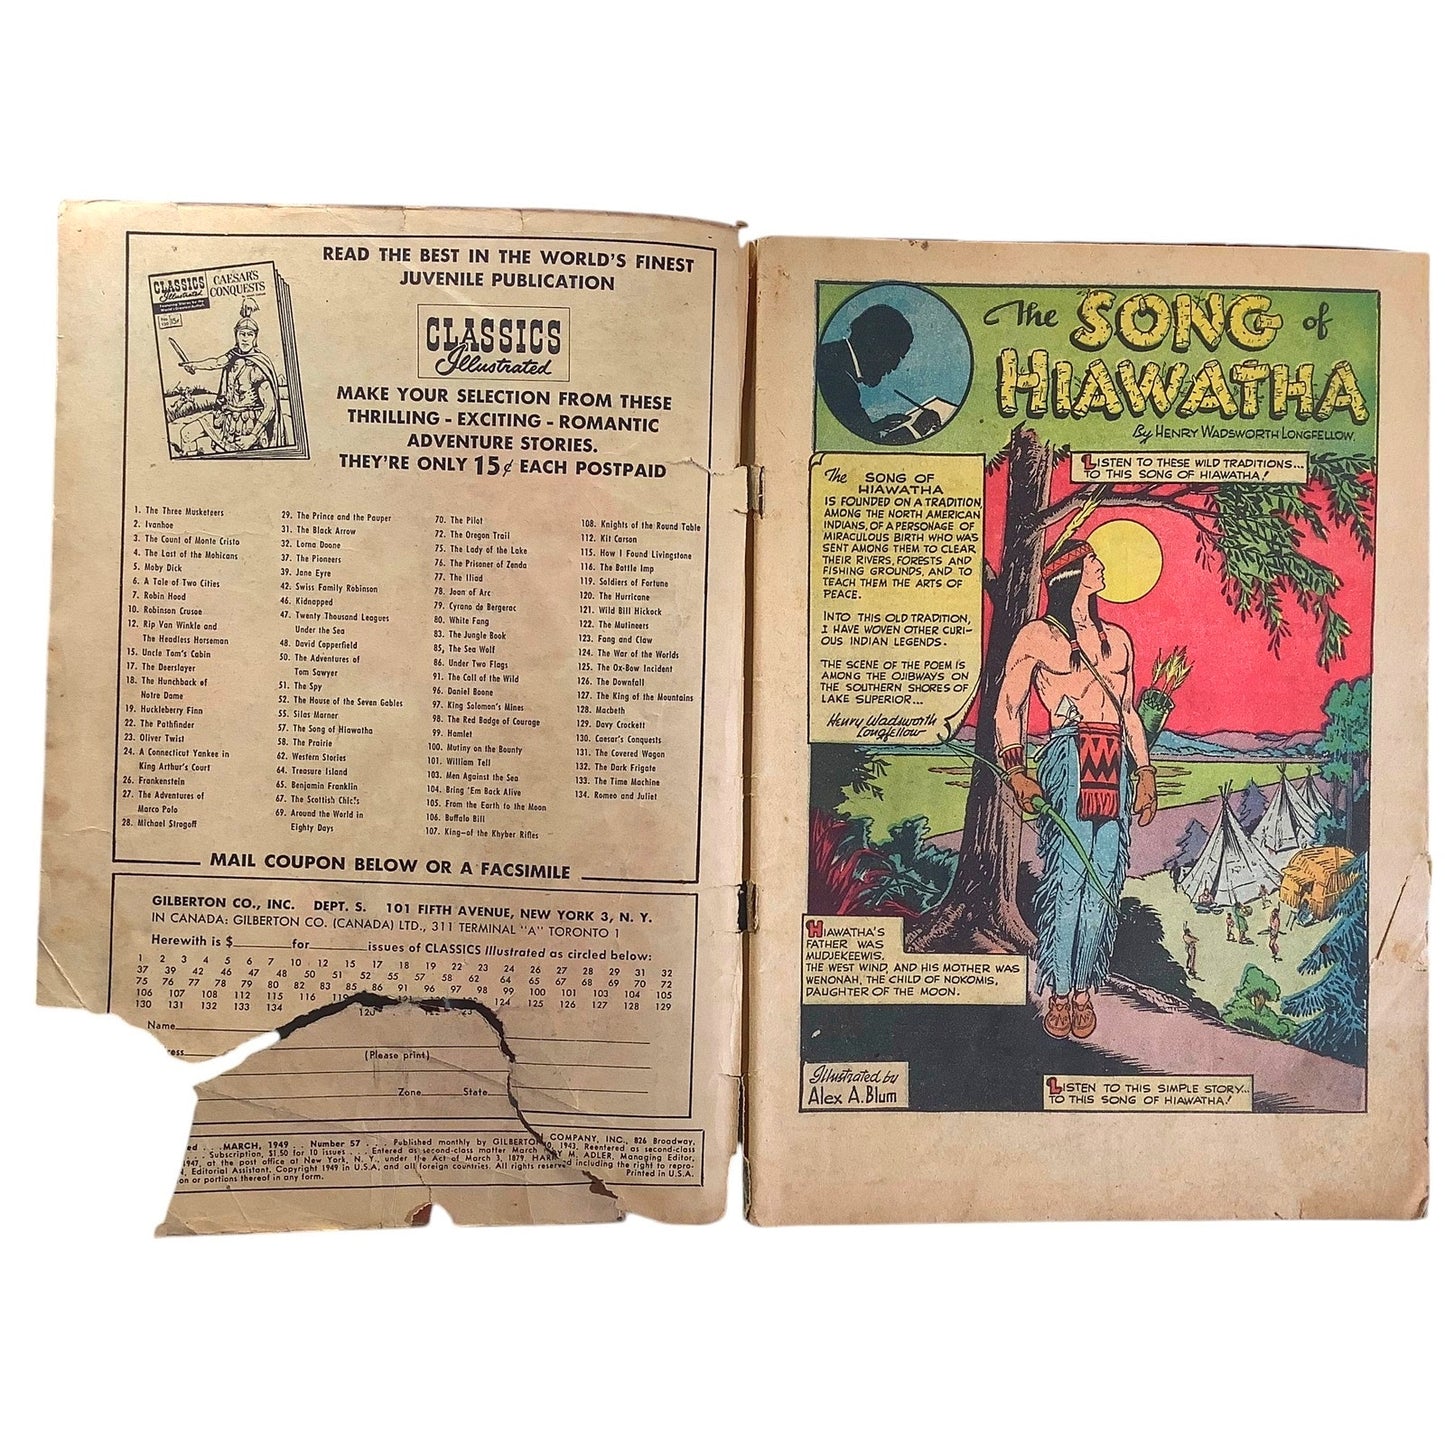 CLASSICS
Illustrated
CAESAR'S
CONQUESTS
READ THE BEST IN THE WORLD'S FINEST
JUVENILE PUBLICATION
CLASSICS
Illustrated
MAKE YOUR SELECTION FROM THESE
THRILLING - EXCITING - ROMANTIC
ADVENTURE STORIES.
THEY'RE ONLY 15¢ EACH POSTPAID
1. The Three Musketeers
2. Ivanhoe
3. The Count of Monte Cristo
4. The Last of the Mohicans
5. Moby Dick
6. A Tale of Two Cities
7. Robin Hood
10. Robinson Crusoe
12. Rip Van Winkle and
The Headless Horseman
15. Uncle Tom's Cabin
17. The Deerslayer
18. The Hunchback of
Notre Dame
19. Huckleberry Finn
22. The Pathfinder
23. Oliver Twist
24. A Connecticut Yankee in
King Arthur's Court
26. Frankenstein
27. The Adventures of
Marco Polo
28. Michael Strogoff
29. The Prince and the Pauper
31. The Black Arrow
32. Lorna Doone
37. The Pioneers
39. Jane Eyre
42. Swiss Family Robinson
46. Kidnapped
47. Twenty Thousand Leagues
Under the Sea
48. David Copperfield
50. The Adventures of
Tom Sawyer
51. The Spy
52. The House of the Seven Gables
55. Silas Marner
57. The Song of Hiawatha
58. The Prairie
62. Western Stories
64. Treasure Island
65. Benjamin Franklin
67. The Scottish Chiefs
69. Around the World in
Eighty Days
70. The Pilot
72. The Oregon Trail
75. The Lady of the Lake
76. The Prisoner of Zenda
77. The Iliad
78. Joan of Arc
79. Cyrano de Bergerac
80. White Fang
83. The Jungle Book
85, The Sea Wolf
86. Under Two Flags
91. The Call of the Wild
96. Daniel Boone
97. King Solomon's Mines
98. The Red Badge of Courage
99. Hamlet
100. Mutiny on the Bounty
101. William Tell
103. Men Against the Sea
104. Bring 'Em Back Alive
105. From the Earth to the Moon
106. Buffalo Bill
107. King—of the Khyber Rifles
108. Knights of the Round Table
112. Kit Carson
115. How I Found Livingstone
116. The Bottle Imp
119. Soldiers of Fortune
120. The Hurricane
121. Wild Bill Hickock
122. The Mutineers
123. Fang and Claw
124. The War of the Worlds
125. The Ox-Bow Incident
126. The Downfall
127. The King of the Mountains
128. Macbeth
129. Davy Crockett
130. Caesar's Conquests
131. The Covered Wagon
132. The Dark Frigate
133. The Time Machine
134. Romeo and Juliet
MAIL COUPON BELOW OR A FACSIMILE
GILBERTON CO., INC. DEPT. S. 101 FIFTH AVENUE, NEW YORK 3, N. Y.
IN CANADA: GILBERTON CO. (CANADA) LTD., 311 TERMINAL "A" TORONTO 1
Herewith is $ for issues of CLASSICS Illustrated as circled below:
1 2 3 4 5 6 7 10 12 15 17 18 19 22 23 24 26 27 28 29 31 32
37 39 42 46 47 48 50 51 52 55 57 58 62 64 65 67 68 69 70 72
75 76 77 78 79 80 83 85 86 91 96 97 98 99 100 101 103 104 105
106 107 108 112 115 116 119 120 121 122 123 124 125 126 127 128 129
130 131 132 133 134
Name
(Please print)
Zone State
MARCH, 1949 . . Number 57 . . . Published monthly by GILBERTON COMPANY, INC., 826 Broadway,
Subscription, $1.50 for 10 issues . . . Entered as second-class matter March 10, 1943, Reentered as second-class
1947, at the post office at New York, N. Y., under the Act of March 3, 1879. HARRY M. ADLER, Managing Editor,
Editorial Assistant. Copyright 1949 in U.S.A. and all foreign countries. All rights reserved including the right to repro-
or portions thereof in any form. Printed in U.S.A.
The SONG of
HIAWATHA
By HENRY WADSWORTH LONGFELLOW.
LISTEN TO THESE WILD TRADITIONS...
TO THIS SONG OF HIAWATHA!
The SONG OF
HIAWATHA
IS FOUNDED ON A TRADITION,
AMONG THE NORTH AMERICAN
INDIANS, OF A PERSONAGE OF
MIRACULOUS BIRTH WHO WAS
SENT AMONG THEM TO CLEAR
THEIR RIVERS, FORESTS AND
FISHING GROUNDS, AND TO
TEACH THEM THE ARTS OF
PEACE.
INTO THIS OLD TRADITION,
I HAVE WOVEN OTHER CURI-
OUS INDIAN LEGENDS.
THE SCENE OF THE POEM IS
AMONG THE OJIBWAYS ON
THE SOUTHERN SHORES OF
LAKE SUPERIOR...
Henry Wadsworth
Longfellow
HIAWATHA'S
FATHER WAS
MUDJEKEEWIS.
THE WEST WIND, AND HIS MOTHER WAS
WENONAH, THE CHILD OF NOKOMIS,
DAUGHTER OF THE MOON.
Illustrated by
Alex A. Blum
LISTEN TO THIS SIMPLE STORY...
TO THIS SONG OF HIAWATHA!